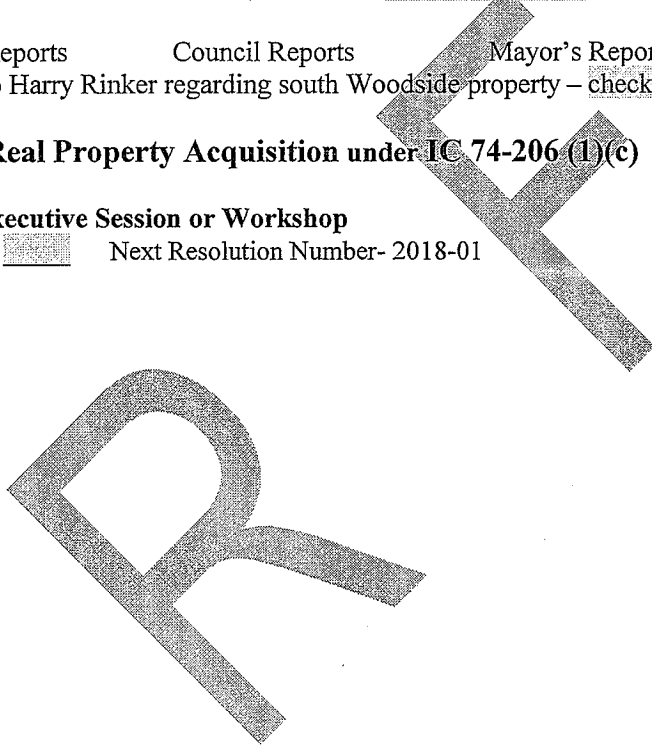 eports Council Reports Mayor's Repor
o Harry Rinker regarding south Woodside property – check
Real Property Acquisition under IC 74-206 (1)(c)
xecutive Session or Workshop
Next Resolution Number- 2018-01
R F